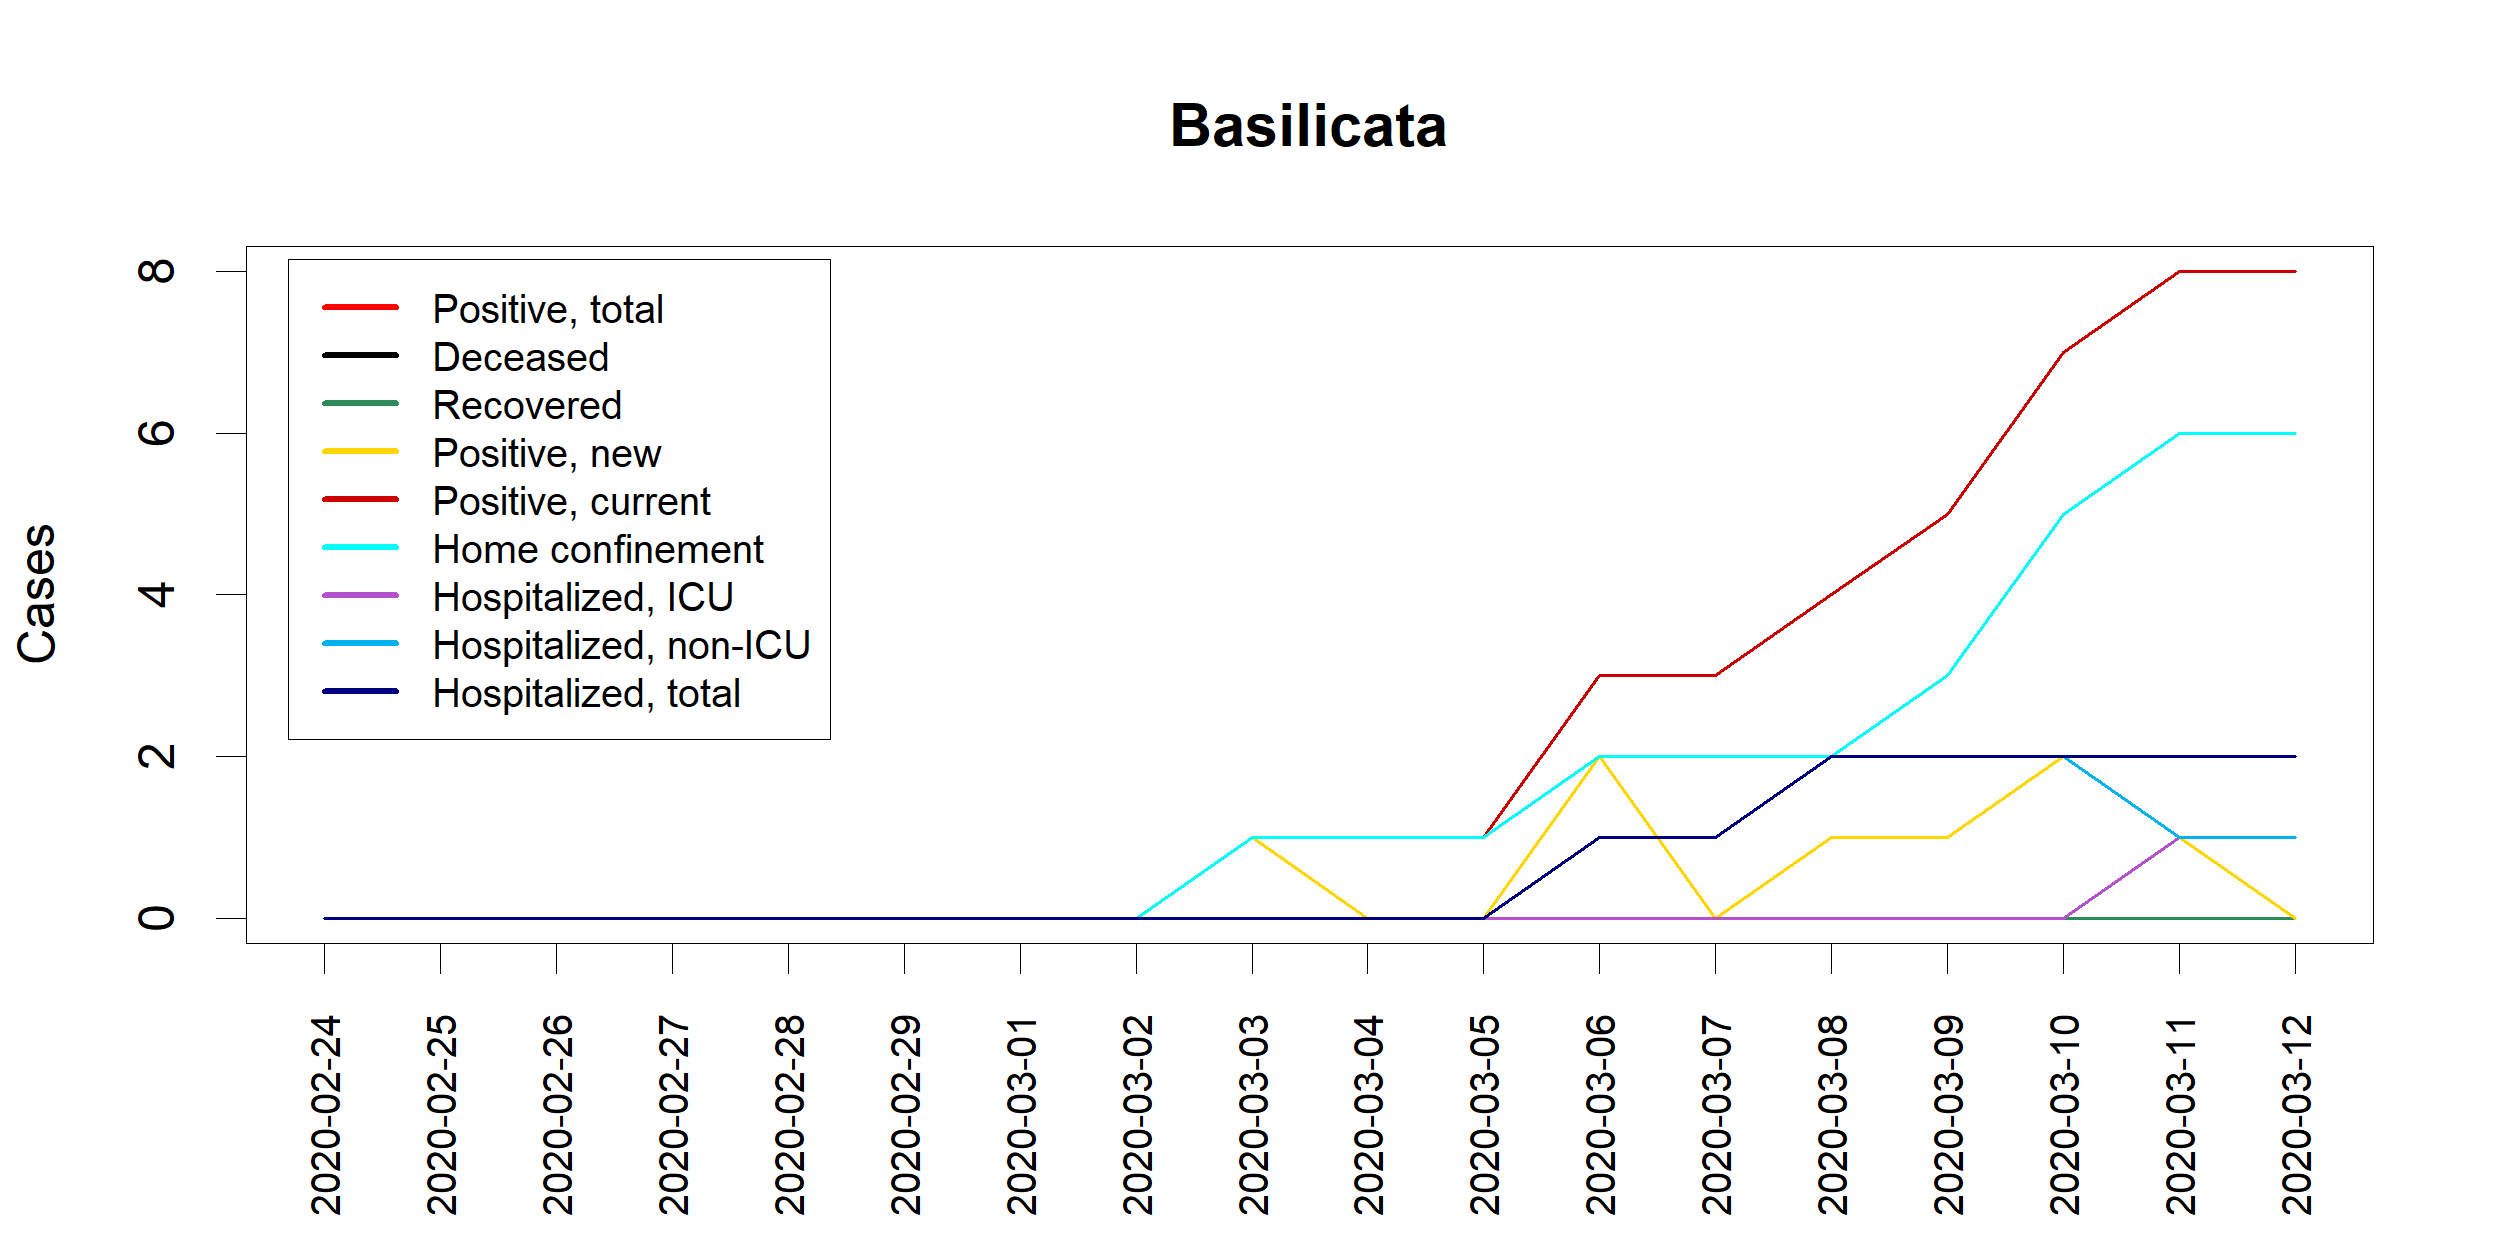 Basilicata
Cases
8
6
4
2
0
Positive, total
Deceased
Recovered
Positive, new
Positive, current
Home confinement
Hospitalized, ICU
Hospitalized, non-ICU
Hospitalized, total
2020-02-24
2020-02-25
2020-02-26
2020-02-27
2020-02-28
2020-02-29
2020-03-01
2020-03-02
2020-03-03
2020-03-04
2020-03-05
2020-03-06
2020-03-07
2020-03-08
2020-03-09
2020-03-10
2020-03-11
2020-03-12